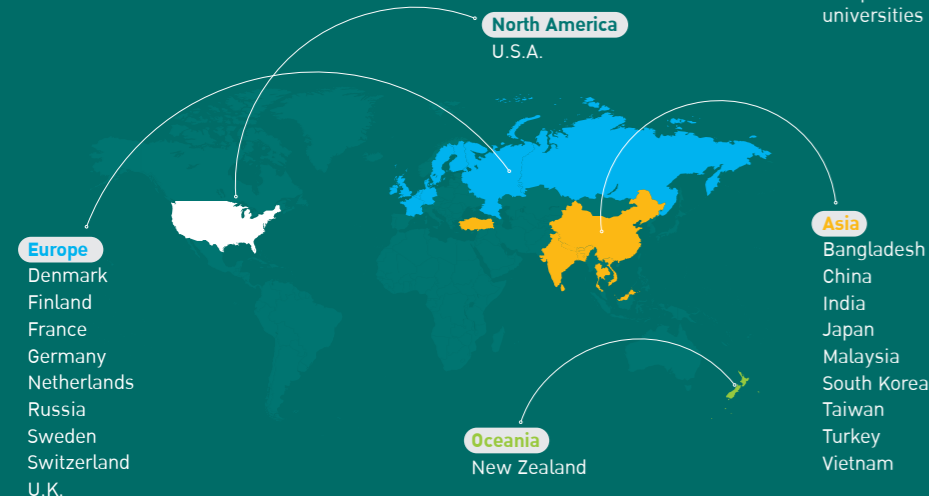 universities
North America
U.S.A.
Europe
Denmark
Finland
France
Germany
Netherlands
Russia
Sweden
Switzerland
U.K.
Asia
Bangladesh
China
India
Japan
Malaysia
South Korea
Taiwan
Turkey
Vietnam
Oceania
New Zealand